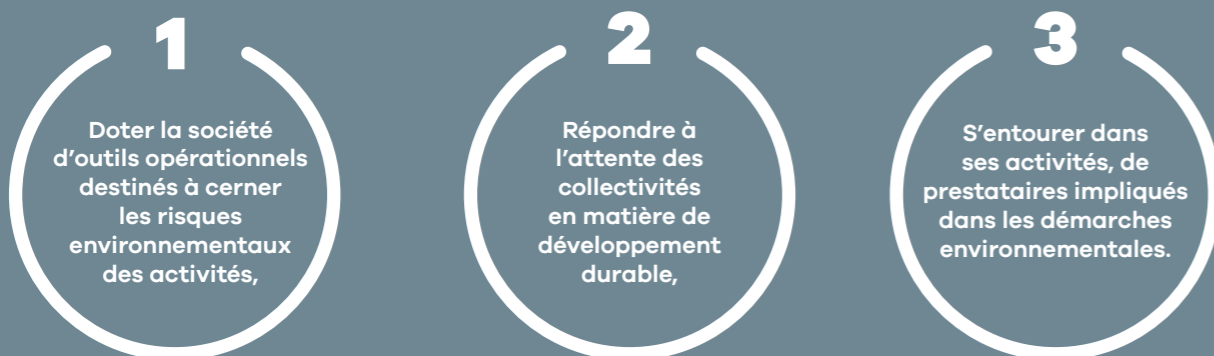 1
Doter la société
d’outils opérationnels
destinés à cerner
les risques
environnementaux
des activités,
2
Répondre à
l’attente des
collectivités
en matière de
développement
durable,
3
S’entourer dans
ses activités, de
prestataires impliqués
dans les démarches
environnementales.